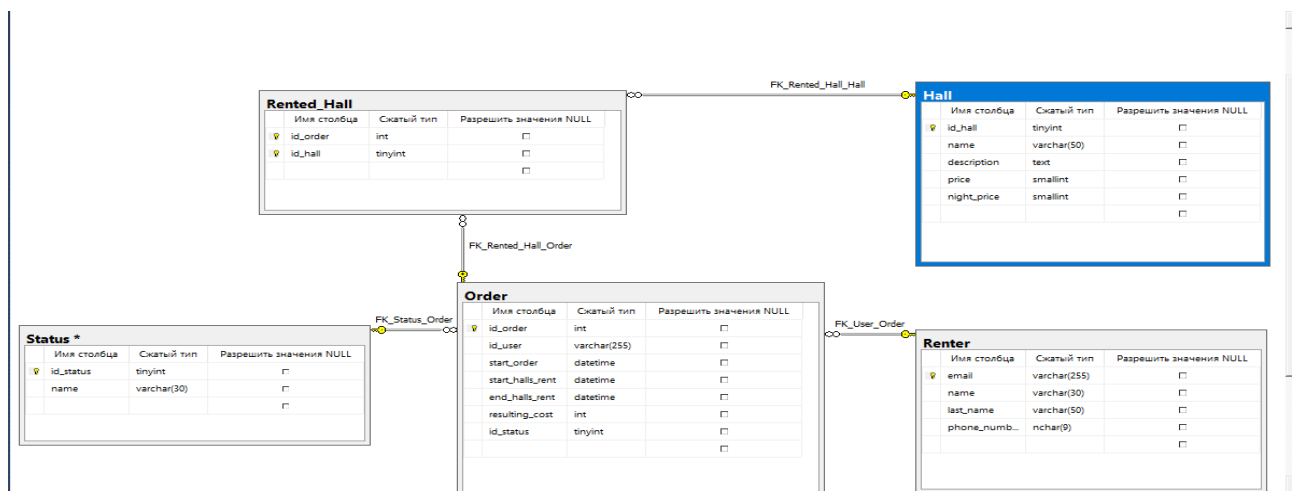 FK_Rented_Hall_Hall
Rented_Hall
Имя столбца Сжатый тип Разрешить значения NULL
id_order int
id_hall tinyint
Hall
Имя столбца Сжатый тип Разрешить значения NULL
id_hall tinyint
name varchar(50)
description text
price smallint
night_price smallint
FK_Rented_Hall_Order
FK_Status_Order
Status *
Имя столбца Сжатый тип Разрешить значения NULL
id_status tinyint
name varchar(30)
Order
Имя столбца Сжатый тип Разрешить значения NULL
id_order int
id_user varchar(255)
start_order datetime
start_halls_rent datetime
end_halls_rent datetime
resulting_cost int
id_status tinyint
FK_User_Order
Renter
Имя столбца Сжатый тип Разрешить значения NULL
email varchar(255)
name varchar(30)
last_name varchar(50)
phone_numb... nchar(9)